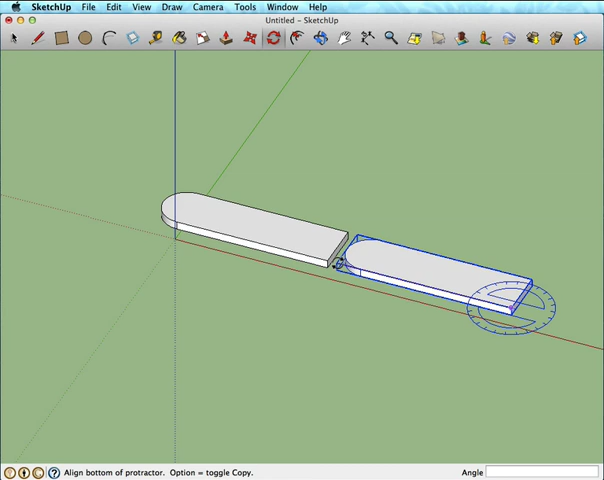 SketchUp File Edit View Draw Camera Tools Window Help
Untitled - SketchUp
Align bottom of protractor. Option = toggle Copy. Angle